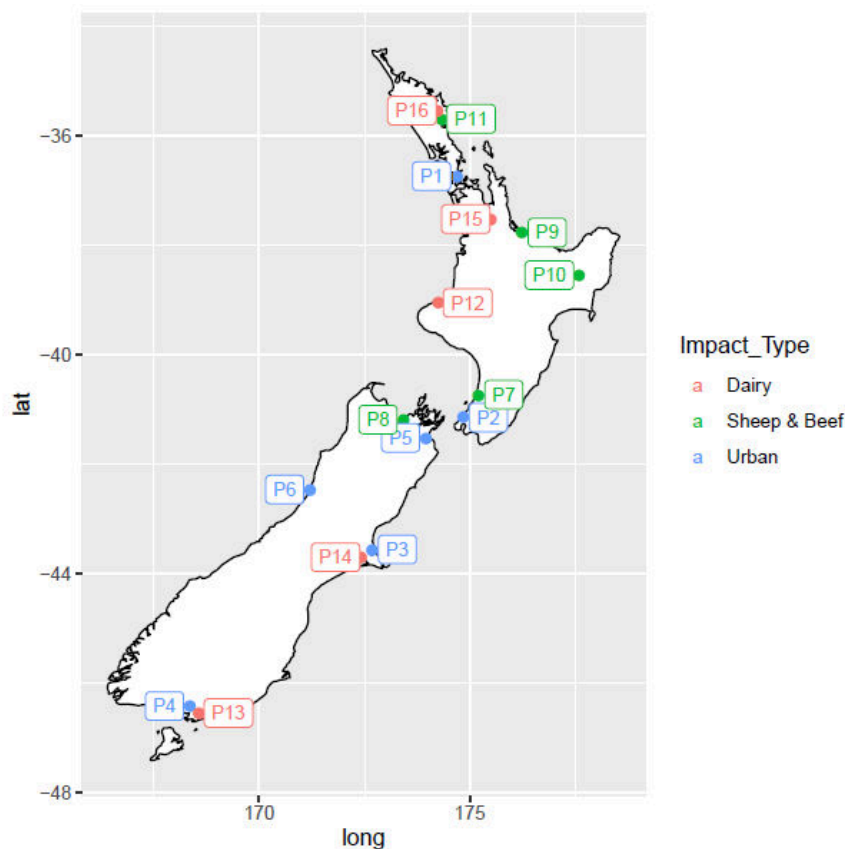 P16
P11
−36
P1
P15
P9
P10
P12
−40
P7
P2
P8
P5
P6
P3
P14
−44
P4
P13
−48
170
175
long
lat
Impact_Type
a Dairy
a Sheep & Beef
a Urban